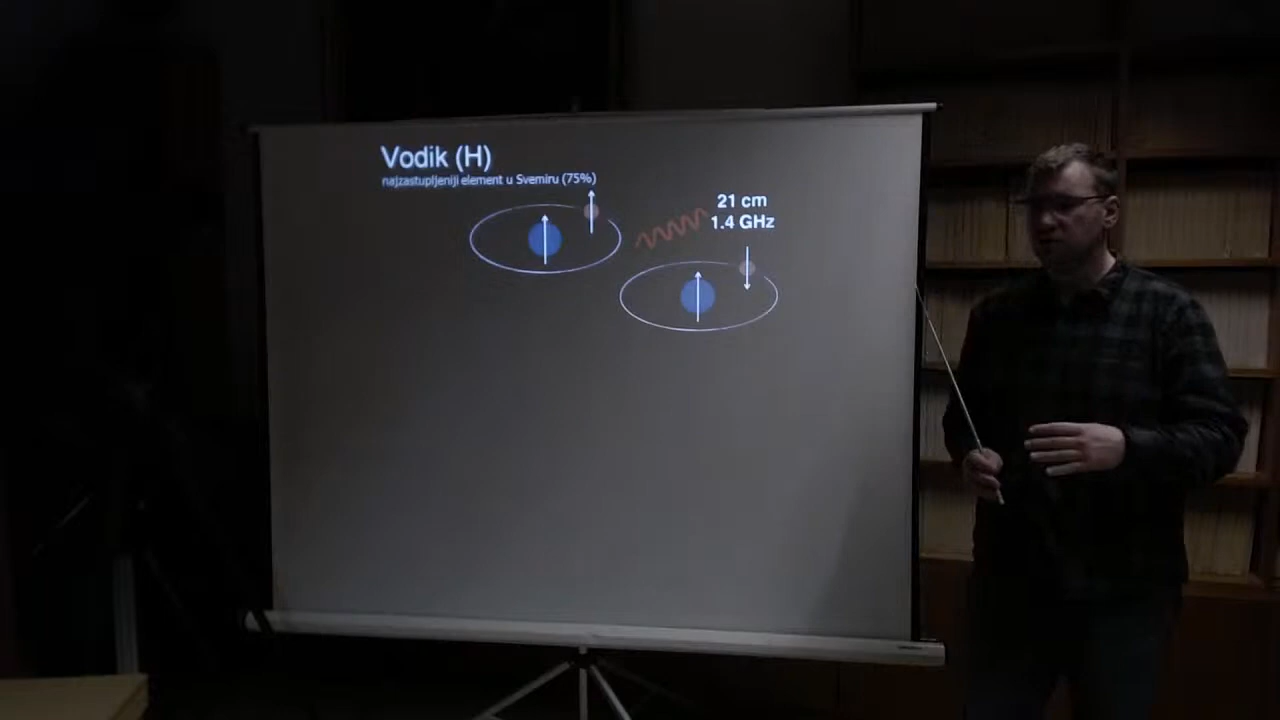 Vodik (H)
najzastupljeniji element u Svemiru (75%)
21 cm
1.4 GHz